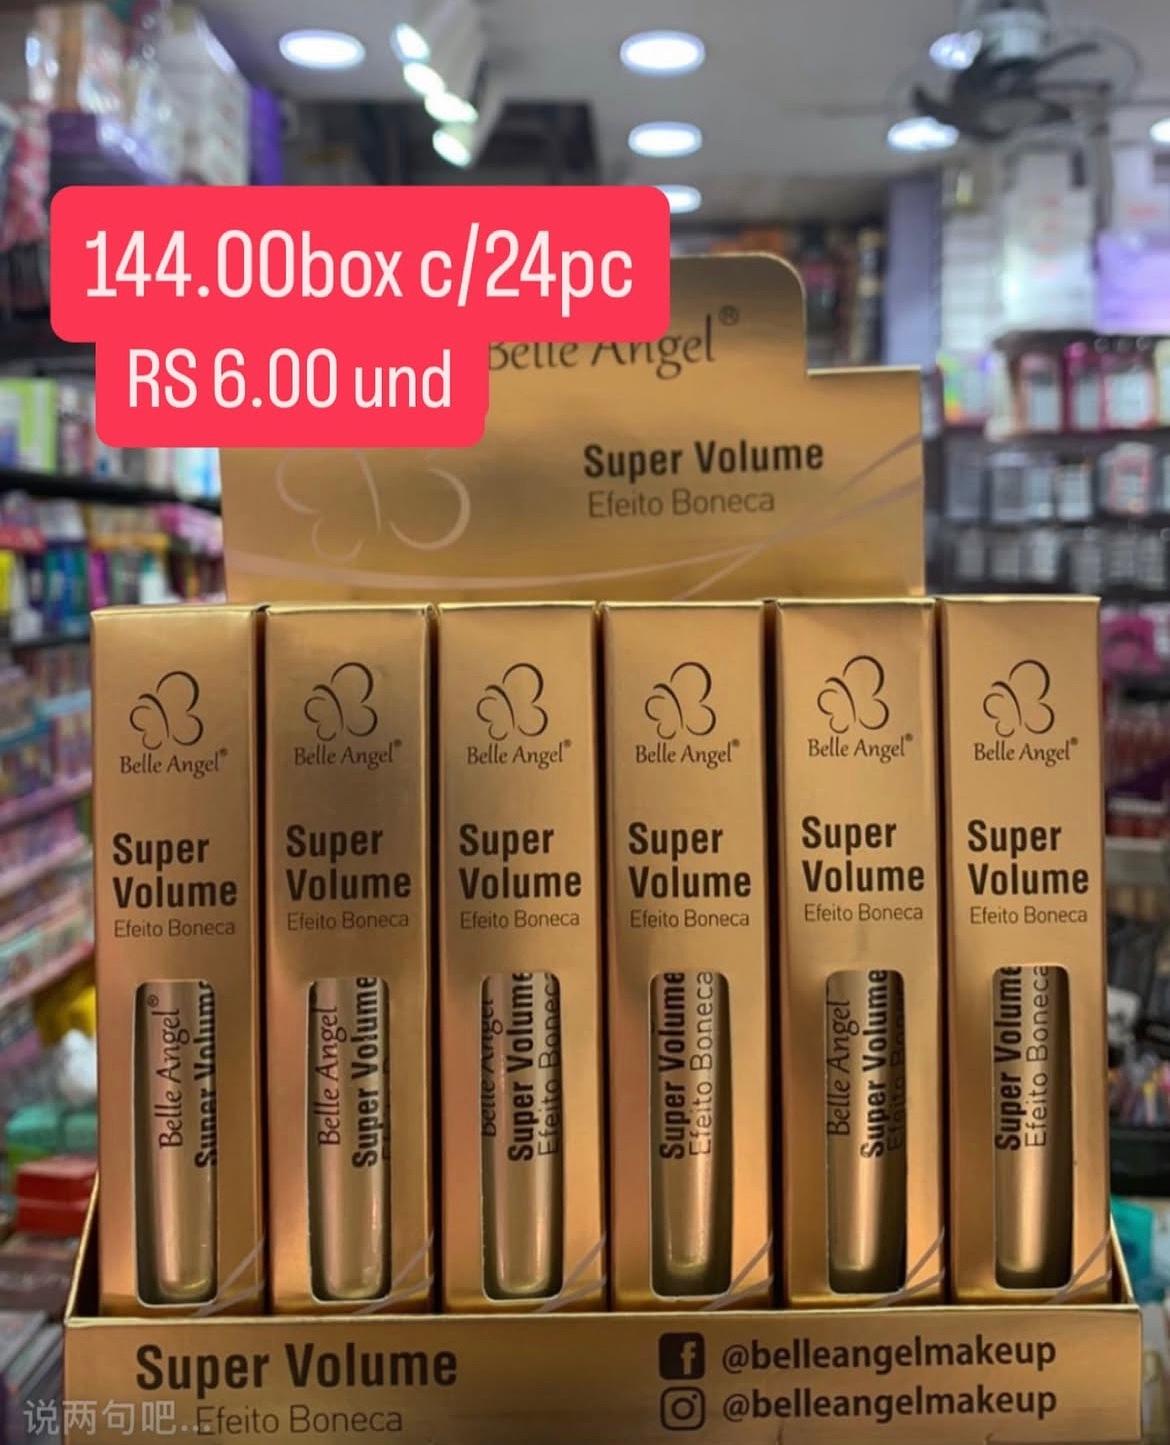 144.00box c/24pc
RS 6.00 und
Belle Angel®
Super Volume
Efeito Boneca
Belle Angel®
Super
Volume
Efeito Boneca
Belle Angel®
Super
Volume
Efeito Boneca
Belle Angel®
Super
Volume
Efeito Boneca
Belle Angel®
Super
Volume
Efeito Boneca
Belle Angel®
Super
Volume
Efeito Boneca
Belle Angel®
Super
Volume
Efeito Boneca
Belle Angel®
Super Volume
Belle Angel
Super Volume
Belle Angel
Super Volume
Efeito Boneca
Super Volume
Efeito Boneca
Belle Angel
Super Volume
Efeito Boneca
Super Volume
Efeito Boneca
Super Volume
Efeito Boneca
@belleangelmakeup
@belleangelmakeup
说两句吧...